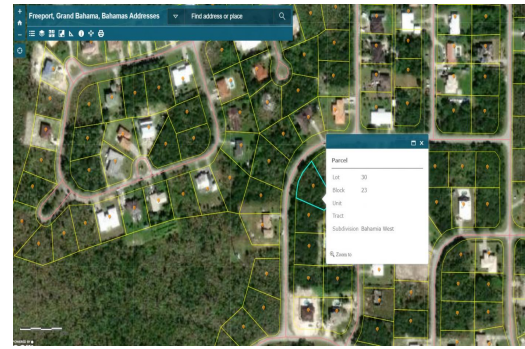 Freeport, Grand Bahama, Bahamas Addresses
Find address or place
Parcel
Lot 30
Block 23
Unit
Tract
Subdivision Bahamia West
Zoom to